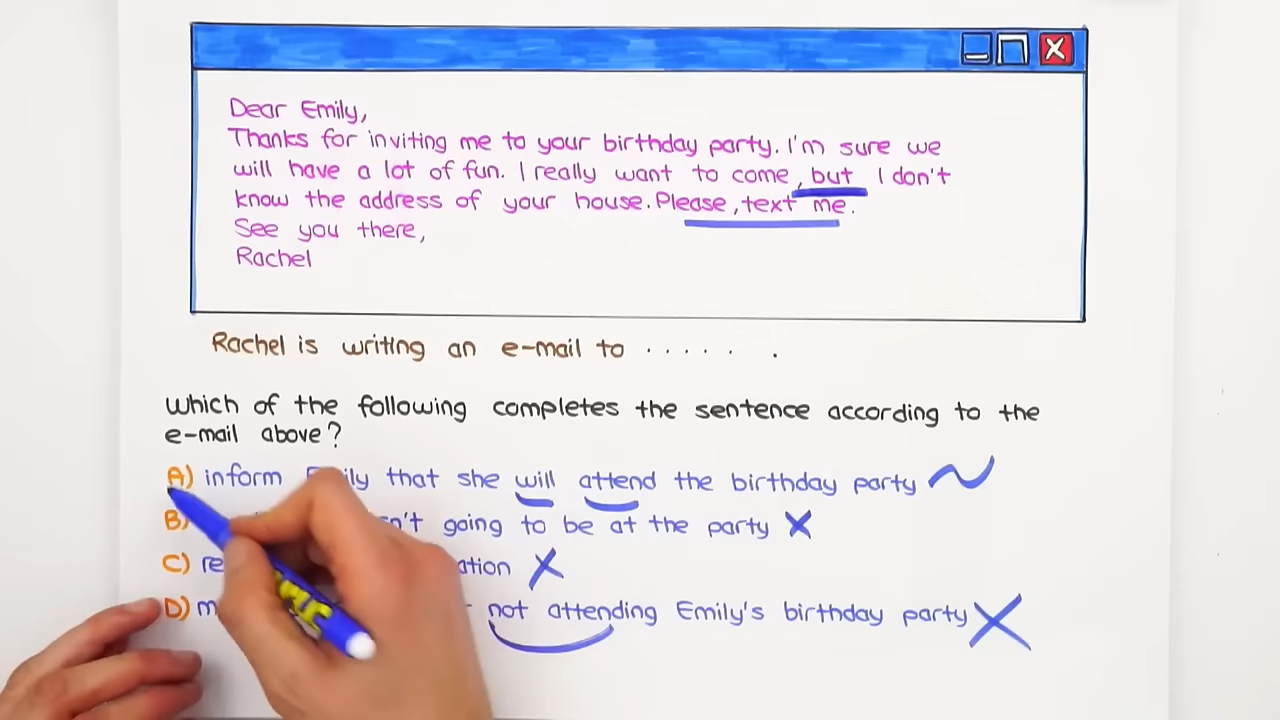 Dear Emily,
Thanks for inviting me to your birthday party. I'm sure we
will have a lot of fun. I really want to come, but I don't
know the address of your house. Please, text me.
See you there,
Rachel
Rachel is writing an e-mail to ..... .
Which of the following completes the sentence according to the
e-mail above?
A) inform Emily that she will attend the birthday party
B) going to be at the party
C)
D) not attending Emily's birthday party